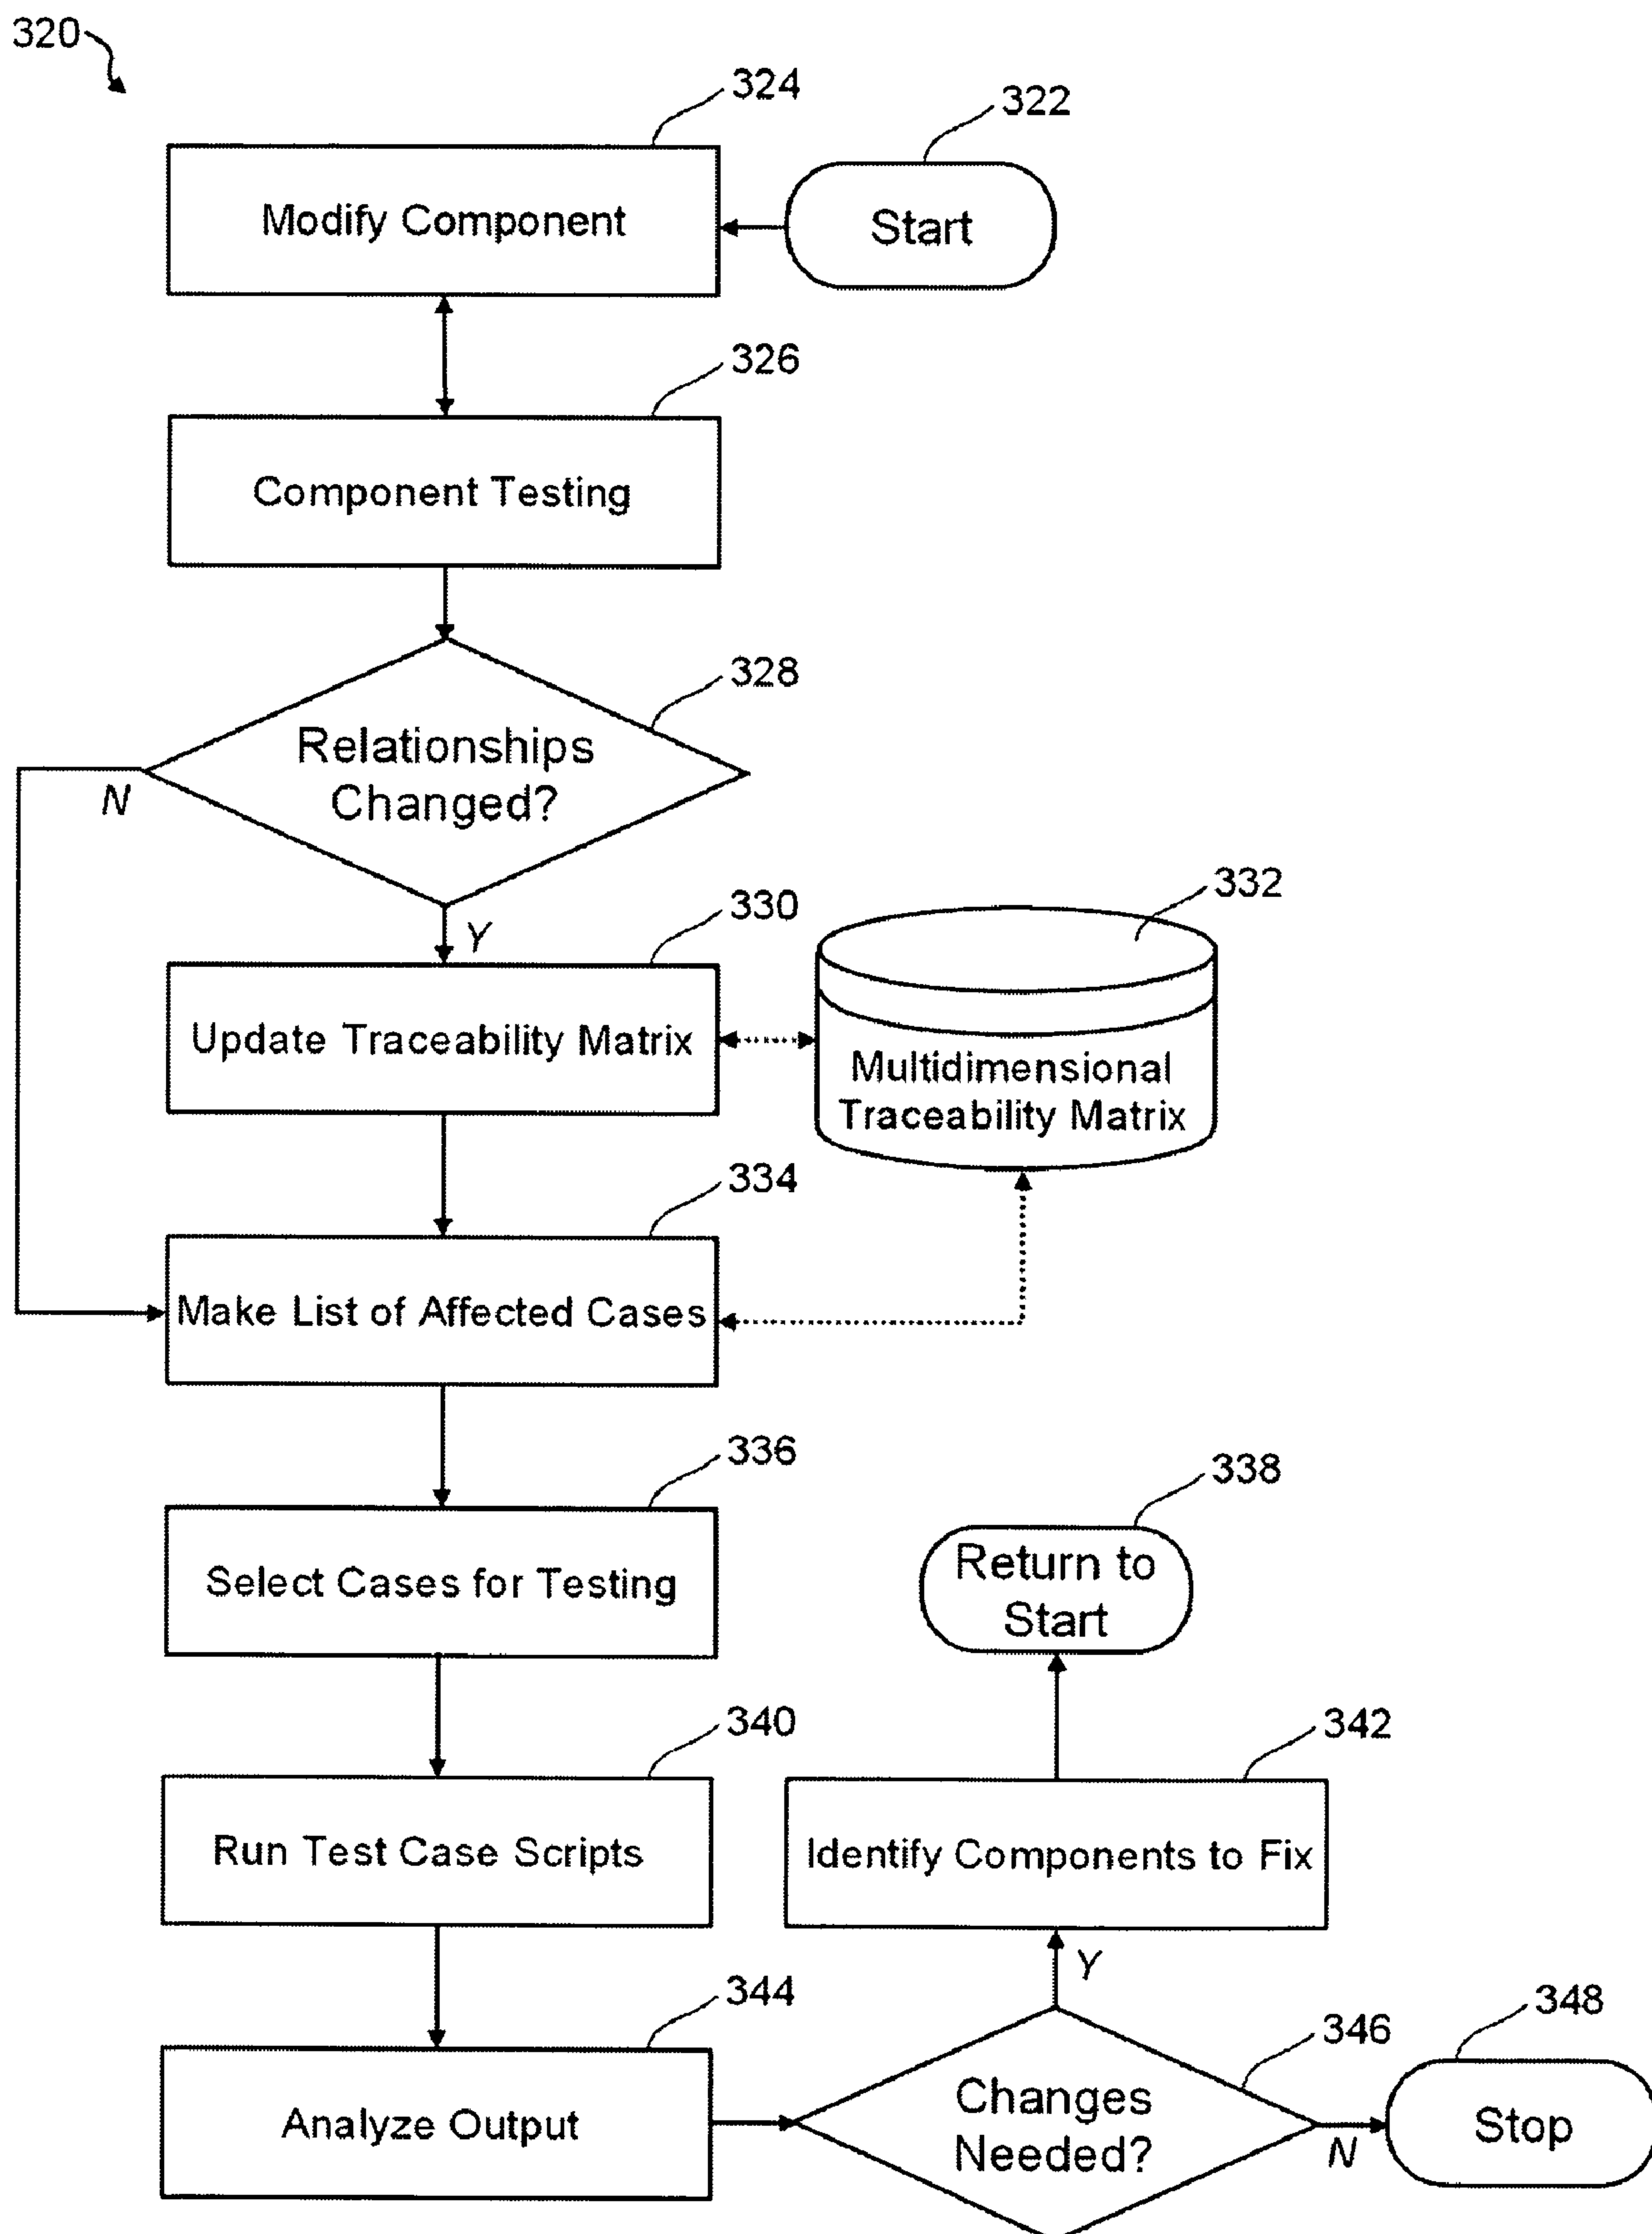 320
324
322
Modify Component
Start
326
Component Testing
328
Relationships
Changed?
N
Y
330
332
Update Traceability Matrix
Multidimensional
Traceability Matrix
334
Make List of Affected Cases
336
338
Select Cases for Testing
Return to
Start
340
342
Run Test Case Scripts
Identify Components to Fix
Y
344
346
348
Analyze Output
Changes
Needed?
N
Stop